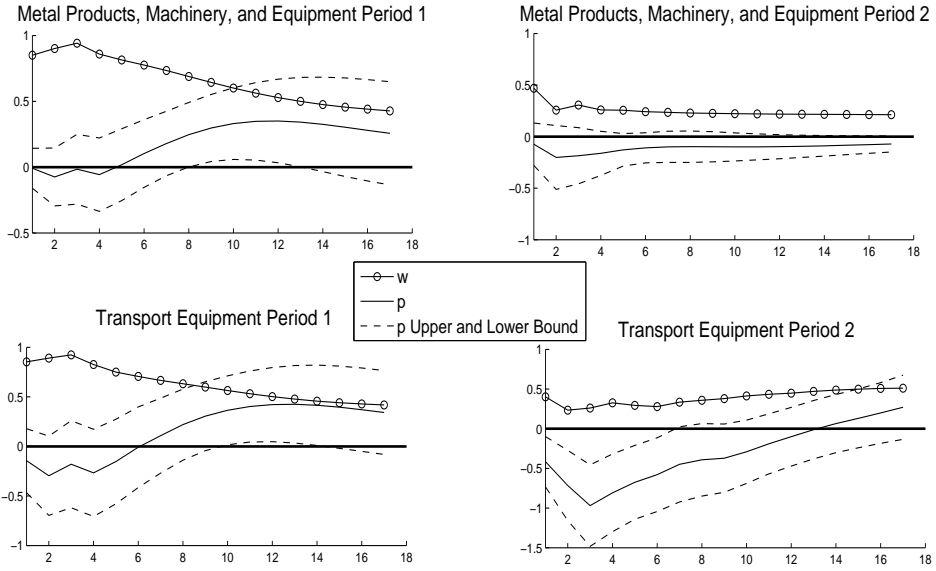 Metal Products, Machinery, and Equipment Period 1
1
0.5
0
−0.5
2 4 6 8 10 12 14 16 18
Metal Products, Machinery, and Equipment Period 2
1
0.5
0
−0.5
−1
2 4 6 8 10 12 14 16 18
w
p
p Upper and Lower Bound
Transport Equipment Period 1
1
0.5
0
−0.5
−1
2 4 6 8 10 12 14 16 18
Transport Equipment Period 2
1
0.5
0
−0.5
−1
−1.5
2 4 6 8 10 12 14 16 18